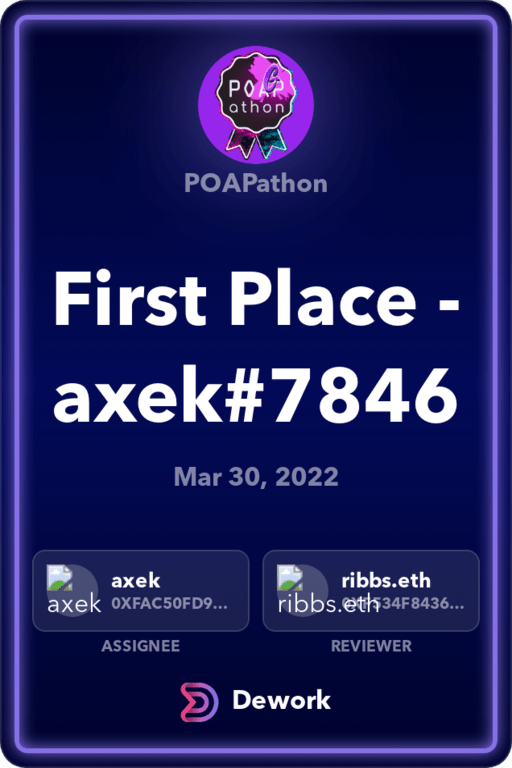 POAP
athon
POAPathon
First Place -
axek#7846
Mar 30, 2022
axek
0XFAC50FD9...
axek
ASSIGNEE
ribbs.eth
ribbs.eth
REVIEWER
Dework